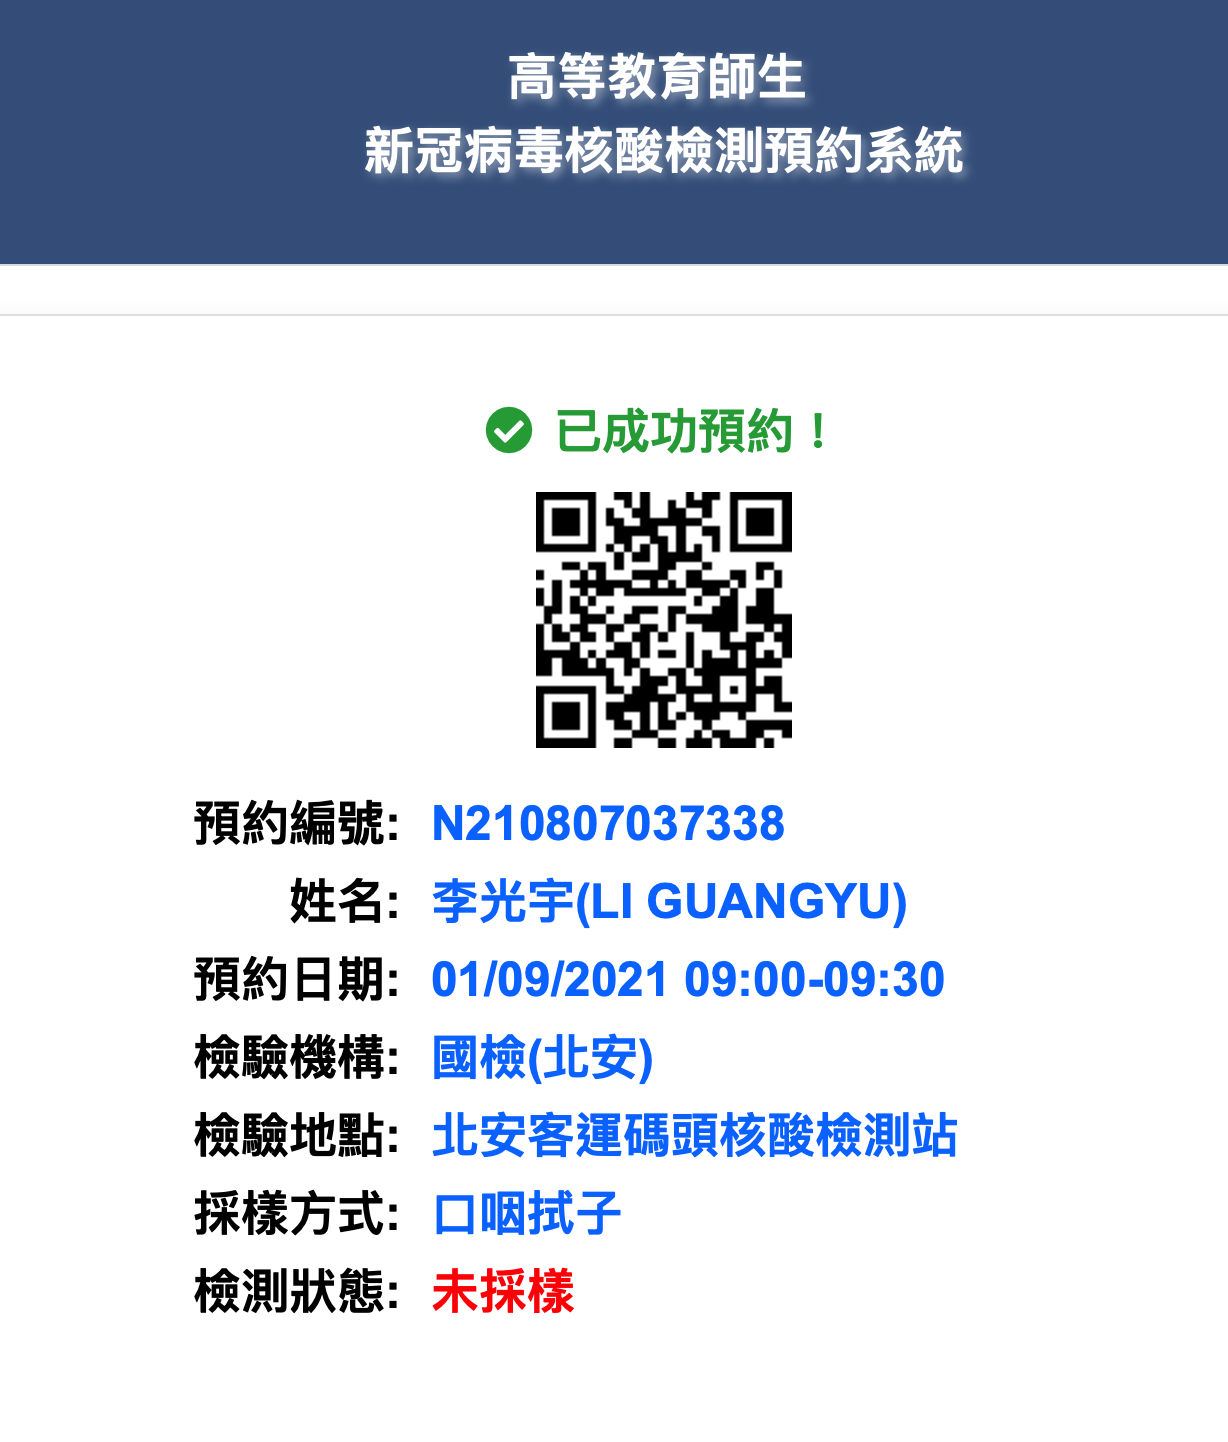 高等教育師生
新冠病毒核酸檢測預約系統
已成功預約！
預約編號: N210807037338
姓名: 李光宇(LI GUANGYU)
預約日期: 01/09/2021 09:00-09:30
檢驗機構: 國檢(北安)
檢驗地點: 北安客運碼頭核酸檢測站
採樣方式: 口咽拭子
檢測狀態: 未採樣